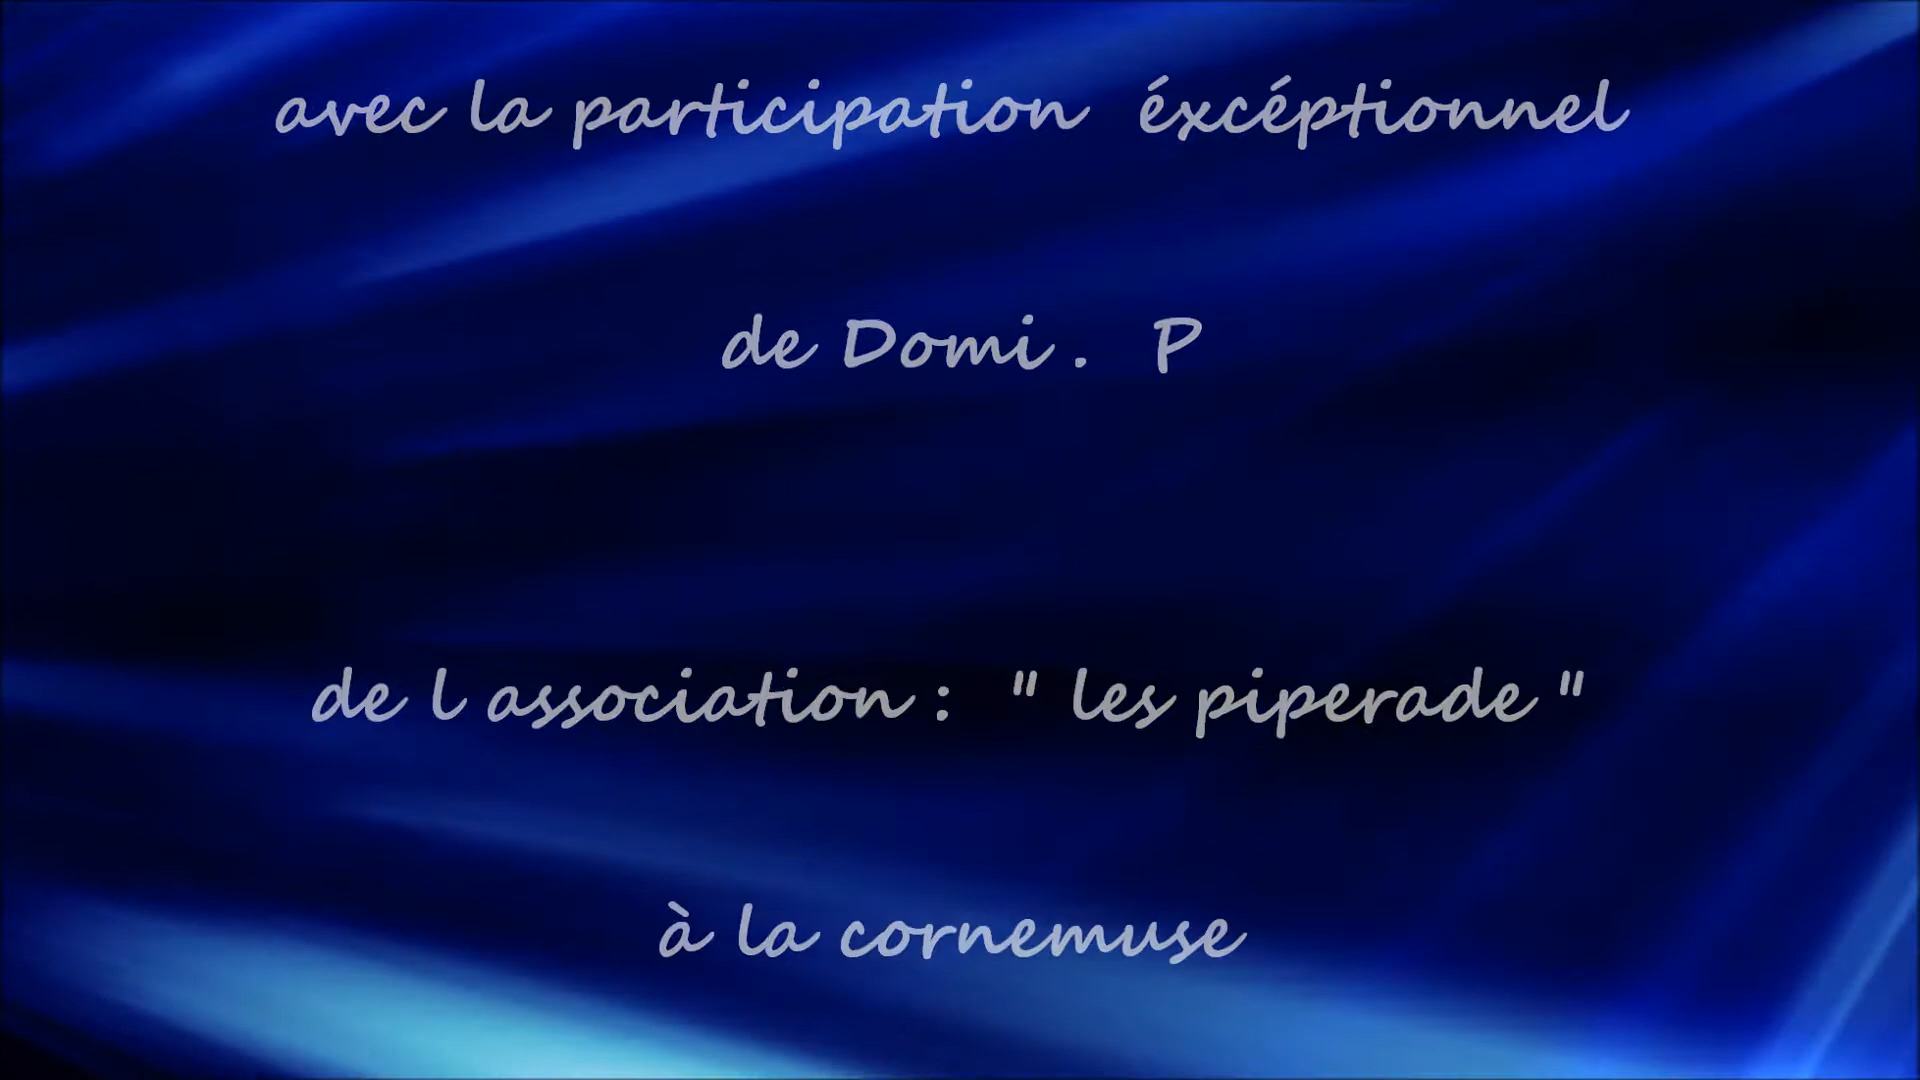 avec la participation éxcéptionnel
de Domi . P
de l association : " les piperade "
à la cornemuse